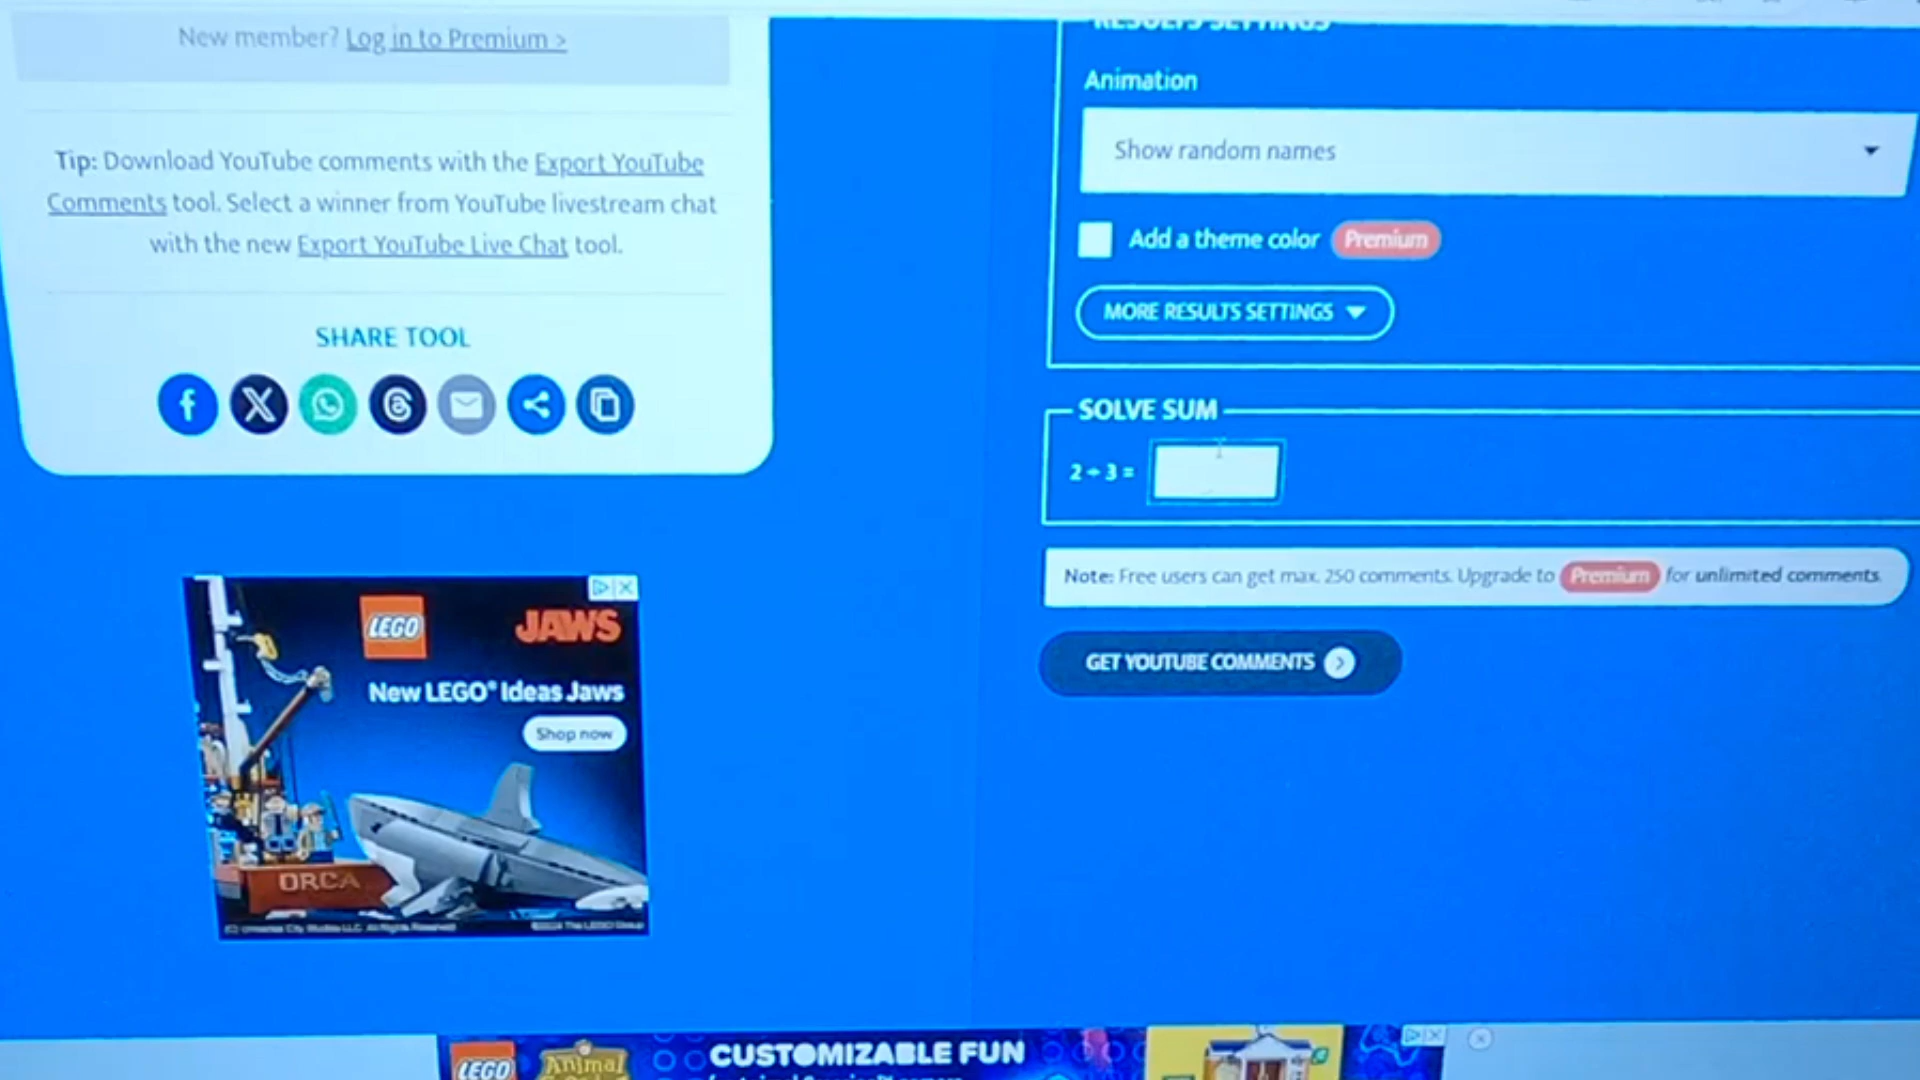 New member? Log in to Premium >
Tip: Download YouTube comments with the Export YouTube
Comments tool. Select a winner from YouTube livestream chat
with the new Export YouTube Live Chat tool.
SHARE TOOL
LEGO
JAWS
New LEGO® Ideas Jaws
Shop now
ORCA
RESULTS SETTINGS
Animation
Show random names
Add a theme color Premium
MORE RESULTS SETTINGS
SOLVE SUM
2 + 3 =
Note: Free users can get max. 250 comments. Upgrade to Premium for unlimited comments.
GET YOUTUBE COMMENTS
LEGO
Animal
CUSTOMIZABLE FUN